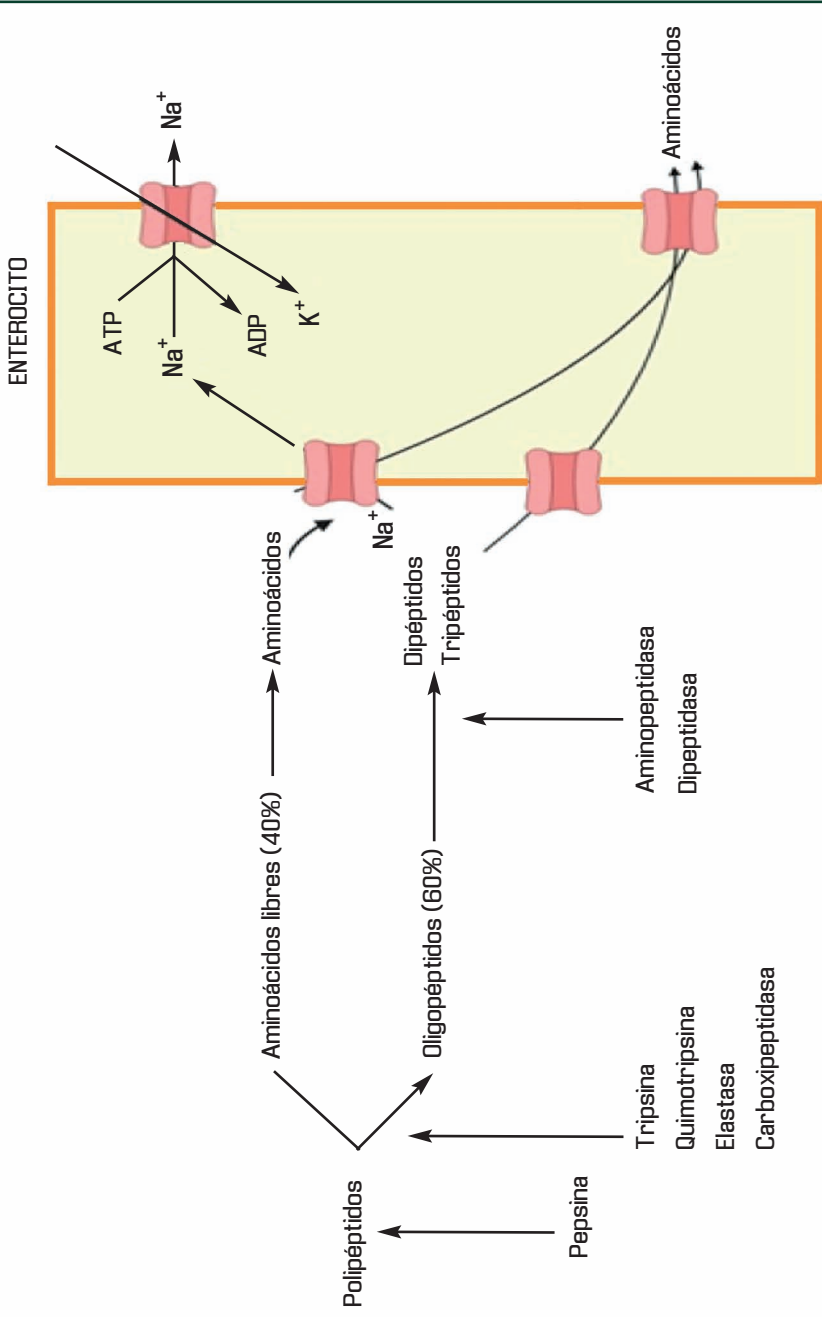 ENTEROCITO
Polipéptidos
Pepsina
Aminoácidos libres (40%)
Oligopéptidos (60%)
Tripsina
Quimotripsina
Elastasa
Carboxipeptidasa
Aminoácidos
Dipéptidos
Tripéptidos
Aminopeptidasa
Dipeptidasa
Na⁺
ATP
Na⁺
ADP
K⁺
Na⁺
Aminoácidos